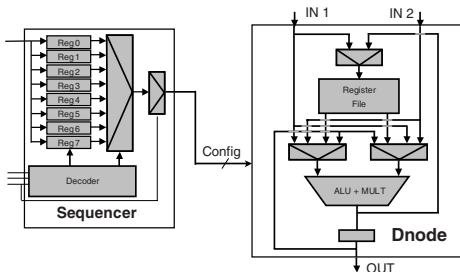 IN 1
IN 2
Reg0
Reg1
Reg2
Reg3
Reg4
Reg5
Reg6
Reg7
Decoder
Sequencer
Config
Register
File
ALU + MULT
Dnode
OUT